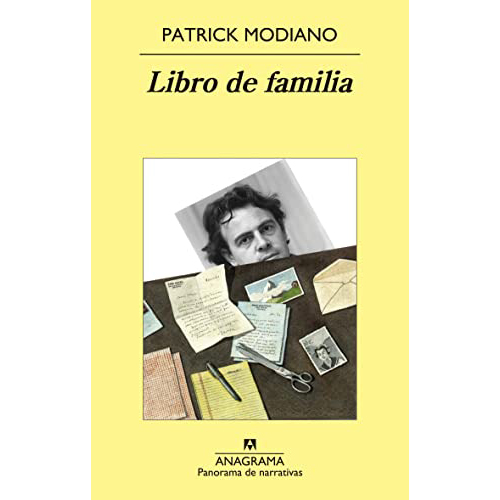 PATRICK MODIANO
Libro de familia
ANAGRAMA
Panorama de narrativas